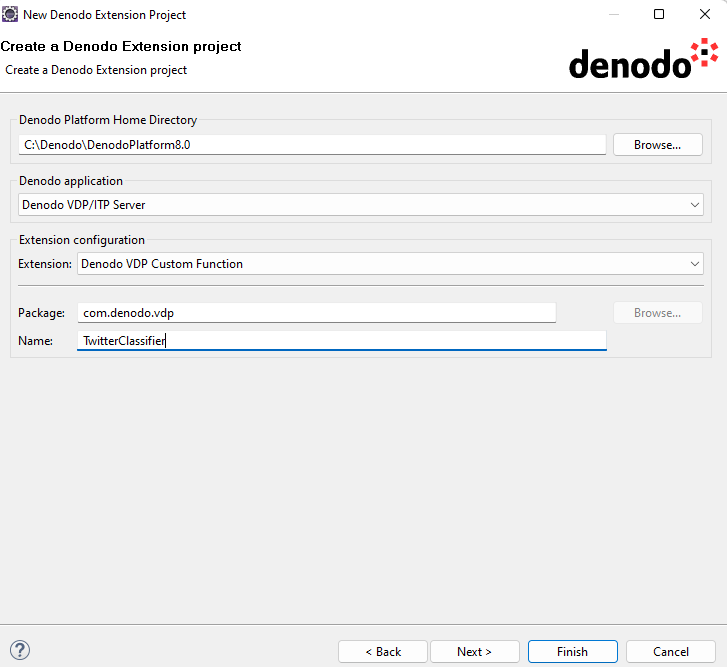 New Denodo Extension Project
Create a Denodo Extension project
Create a Denodo Extension project
denodo
Denodo Platform Home Directory
C:\Denodo\DenodoPlatform8.0 Browse...
Denodo application
Denodo VDP/ITP Server
Extension configuration
Extension: Denodo VDP Custom Function
Package: com.denodo.vdp Browse...
Name: TwitterClassifier
? < Back Next > Finish Cancel